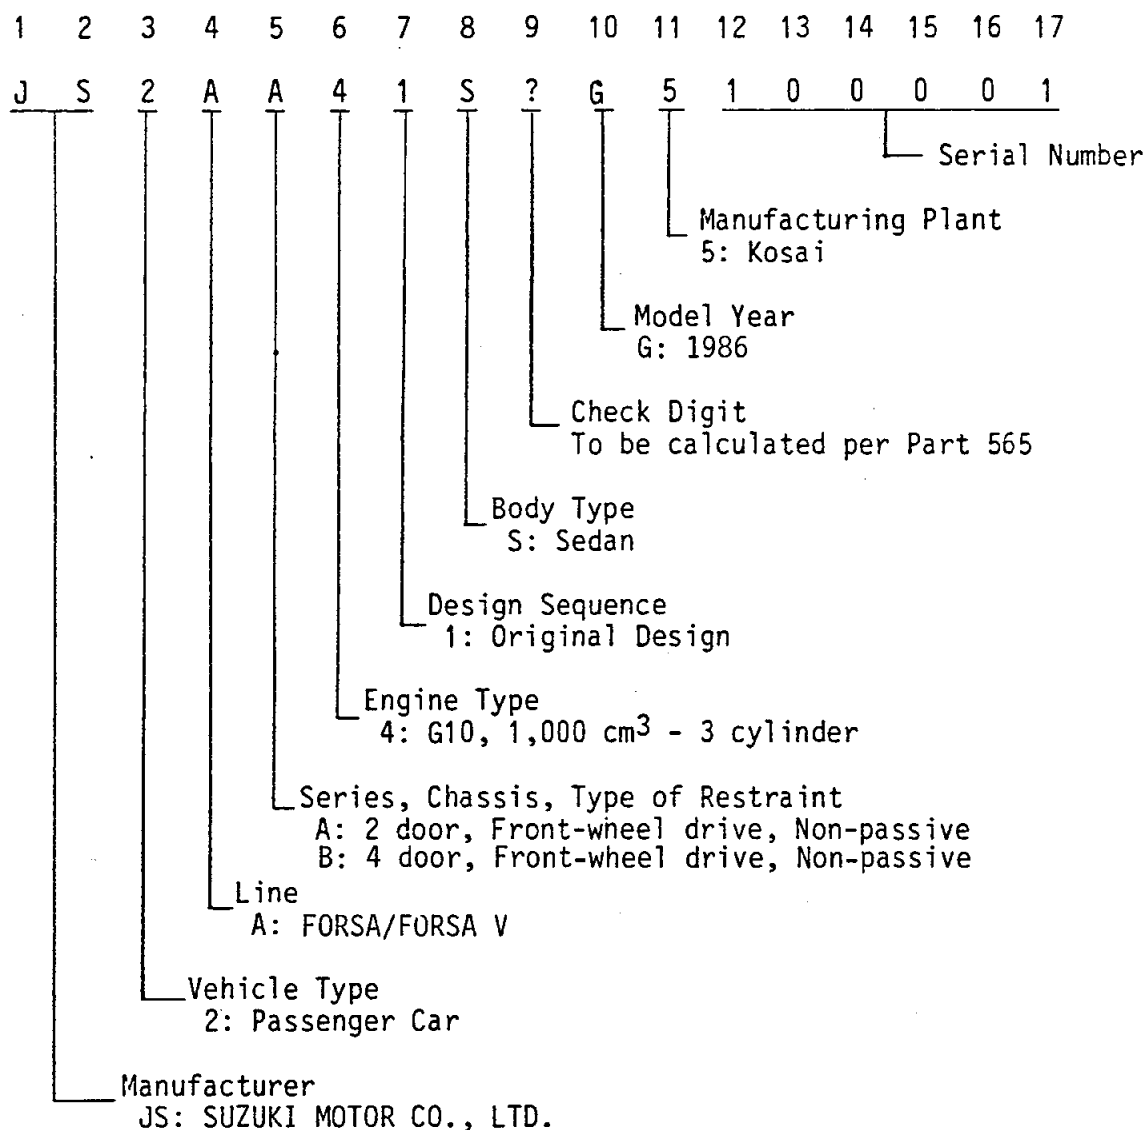 1 2 3 4 5 6 7 8 9 10 11 12 13 14 15 16 17
J S 2 A A 4 1 S ? G 5 1 0 0 0 0 1
Serial Number
Manufacturing Plant
5: Kosai
Model Year
G: 1986
Check Digit
To be calculated per Part 565
Body Type
S: Sedan
Design Sequence
1: Original Design
Engine Type
4: G10, 1,000 cm³ - 3 cylinder
Series, Chassis, Type of Restraint
A: 2 door, Front-wheel drive, Non-passive
B: 4 door, Front-wheel drive, Non-passive
Line
A: FORSA/FORSA V
Vehicle Type
2: Passenger Car
Manufacturer
JS: SUZUKI MOTOR CO., LTD.